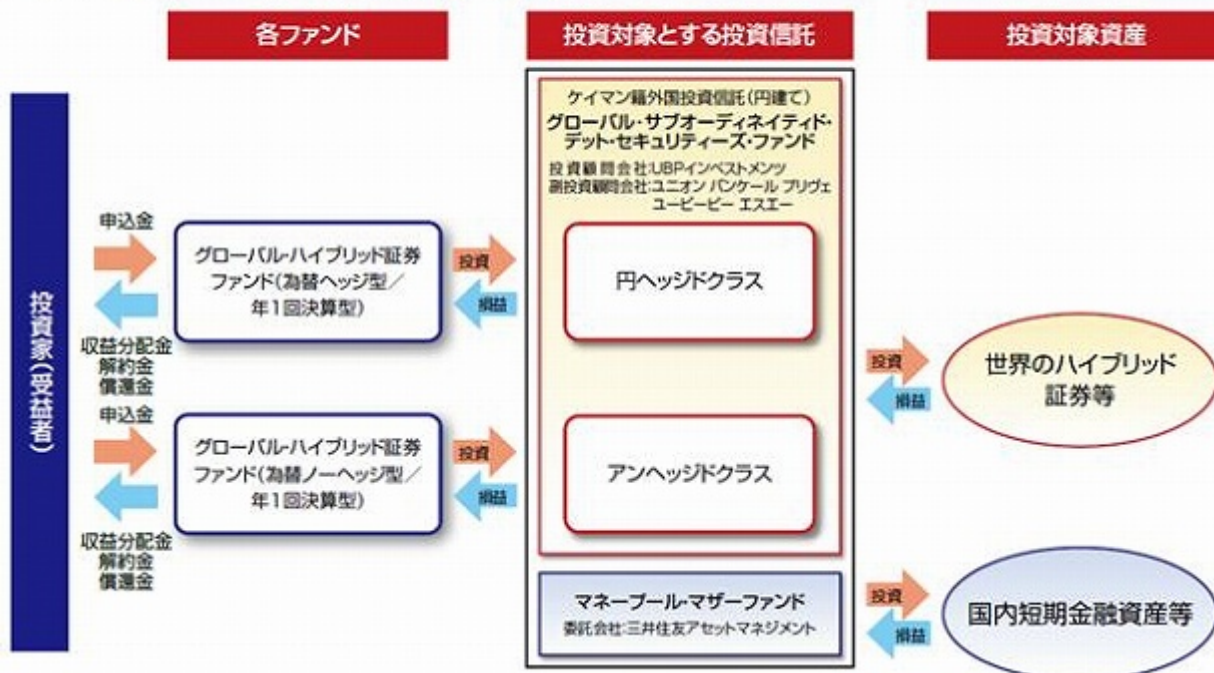 各ファンド
投資対象とする投資信託
投資対象資産
投資家(受益者)
申込金
収益分配金
解約金
償還金
申込金
収益分配金
解約金
償還金
グローバル・ハイブリッド証券
ファンド(為替ヘッジ型/
年1回決算型)
グローバル・ハイブリッド証券
ファンド(為替ノーヘッジ型/
年1回決算型)
投資
損益
投資
損益
ケイマン籍外国投資信託(円建て)
グローバル・サブオーディネイティド・
デット・セキュリティーズ・ファンド
投資顧問会社:UBPインベストメンツ
副投資顧問会社:ユニオン バンケール プリヴェ
ユービーピー エスエー
円ヘッジドクラス
アンヘッジドクラス
マネープール・マザーファンド
委託会社:三井住友アセットマネジメント
投資
損益
世界のハイブリッド
証券等
投資
損益
国内短期金融資産等